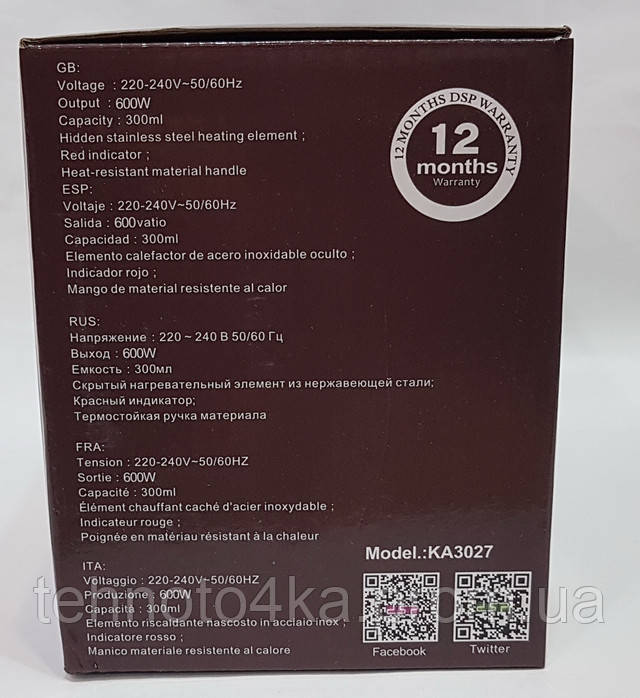 GB:
Voltage : 220-240V~50/60Hz
Output : 600W
Capacity : 300ml
Hidden stainless steel heating element ;
Red indicator ;
Heat-resistant material handle
ESP:
Voltaje : 220-240V~50/60Hz
Salida : 600vatio
Capacidad : 300ml
Elemento calefactor de acero inoxidable oculto ;
Indicador rojo ;
Mango de material resistente al calor
RUS:
Напряжение : 220 ~ 240 В 50/60 Гц
Выход : 600W
Емкость : 300мл
Скрытый нагревательный элемент из нержавеющей стали;
Красный индикатор;
Термостойкая ручка материала
FRA:
Tension : 220-240V~50/60HZ
Sortie : 600W
Capacité : 300ml
Élément chauffant caché d'acier inoxydable ;
Indicateur rouge ;
Poignée en matériau résistant à la chaleur
ITA:
Voltaggio : 220-240V~50/60HZ
Produzione : 600W
Capacità : 300ml
Elemento riscaldante nascosto in acciaio inox ;
Indicatore rosso ;
Manico materiale resistente al calore
12 MONTHS DSP WARRANTY
12
months
Warranty
Model.:KA3027
Facebook
Twitter
tehnoto4ka.prom.ua